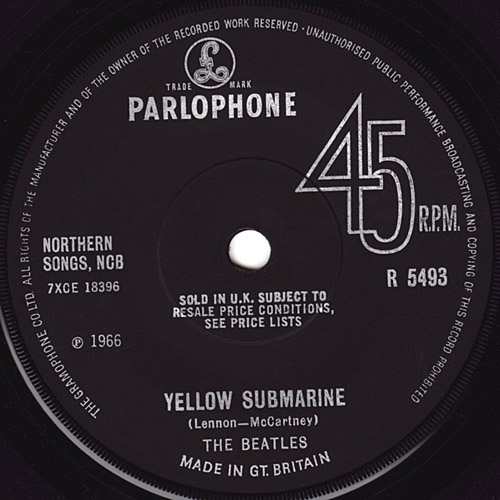 THE GRAMOPHONE CO. LTD. ALL RIGHTS OF THE MANUFACTURER AND OF THE OWNER OF THE RECORDED WORK RESERVED · UNAUTHORISED PUBLIC PERFORMANCE BROADCASTING AND COPYING OF THIS RECORD PROHIBITED
£
TRADE MARK
PARLOPHONE
45
R.P.M.
NORTHERN
SONGS, NCB
7XCE 18396
R 5493
SOLD IN U.K. SUBJECT TO
RESALE PRICE CONDITIONS,
SEE PRICE LISTS
℗ 1966
YELLOW SUBMARINE
(Lennon—McCartney)
THE BEATLES
MADE IN GT. BRITAIN